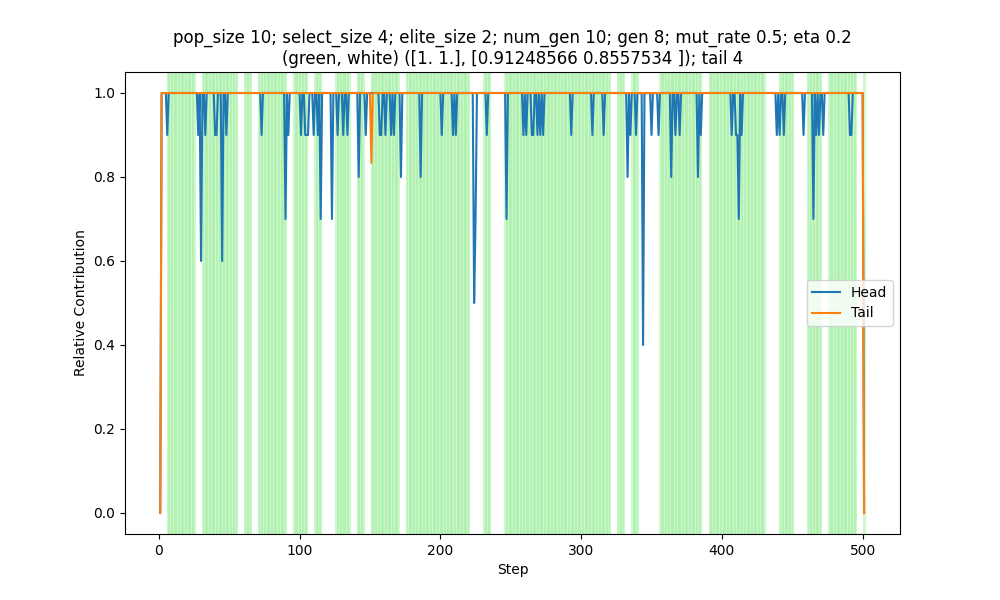 pop_size 10; select_size 4; elite_size 2; num_gen 10; gen 8; mut_rate 0.5; eta 0.2
(green, white) ([1. 1.], [0.91248566 0.8557534 ]); tail 4
1.0
0.8
0.6
0.4
0.2
0.0
Relative Contribution
Head
Tail
0
100
200
300
400
500
Step